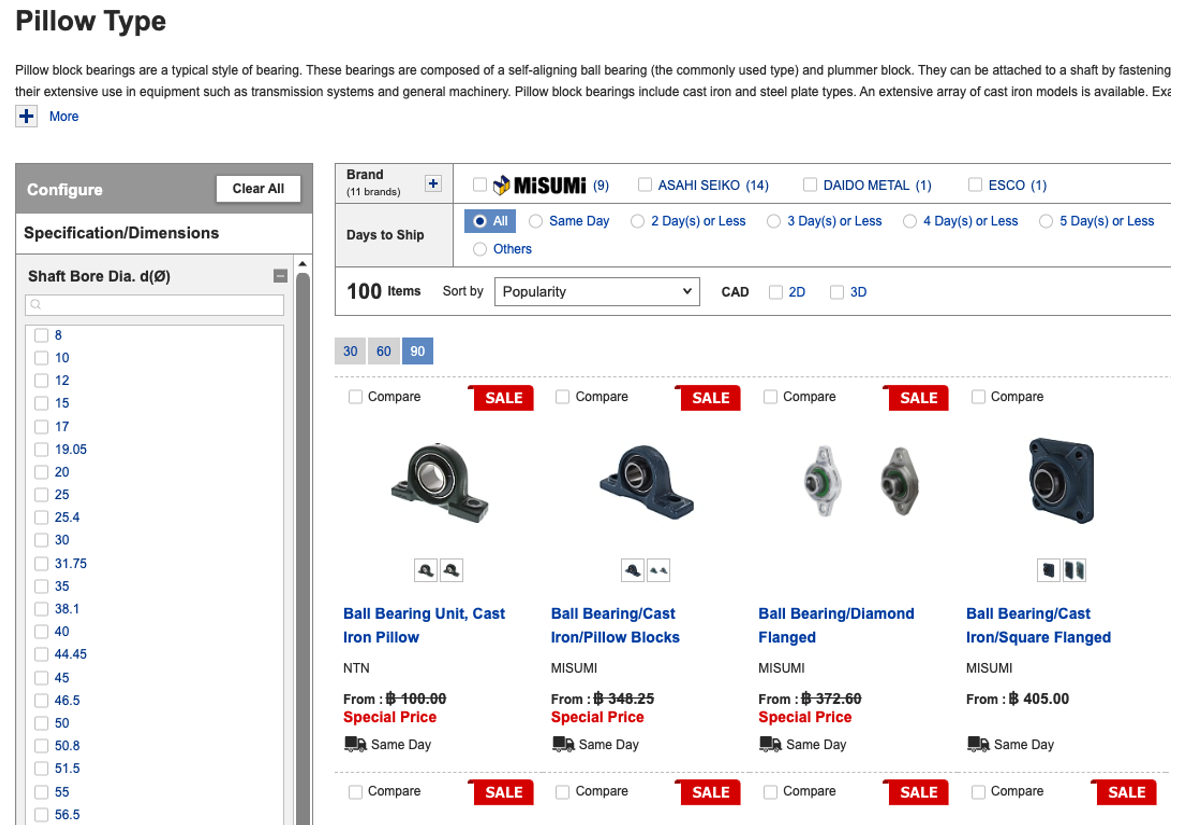 Pillow Type
Pillow block bearings are a typical style of bearing. These bearings are composed of a self-aligning ball bearing (the commonly used type) and plummer block. They can be attached to a shaft by fastening
their extensive use in equipment such as transmission systems and general machinery. Pillow block bearings include cast iron and steel plate types. An extensive array of cast iron models is available. Exa
More
Configure
Clear All
Specification/Dimensions
Shaft Bore Dia. d(Ø)
8
10
12
15
17
19.05
20
25
25.4
30
31.75
35
38.1
40
44.45
45
46.5
50
50.8
51.5
55
56.5
Brand
(11 brands)
MiSUMi (9) ASAHI SEIKO (14) DAIDO METAL (1) ESCO (1)
Days to Ship
All Same Day 2 Day(s) or Less 3 Day(s) or Less 4 Day(s) or Less 5 Day(s) or Less
Others
100 Items Sort by Popularity CAD 2D 3D
30 60 90
Compare SALE Compare SALE Compare SALE Compare
Ball Bearing Unit, Cast
Iron Pillow
NTN
From : ฿ 100.00
Special Price
Same Day
Ball Bearing/Cast
Iron/Pillow Blocks
MISUMI
From : ฿ 348.25
Special Price
Same Day
Ball Bearing/Diamond
Flanged
MISUMI
From : ฿ 372.60
Special Price
Same Day
Ball Bearing/Cast
Iron/Square Flanged
MISUMI
From : ฿ 405.00
Same Day
Compare SALE Compare SALE Compare SALE Compare SALE